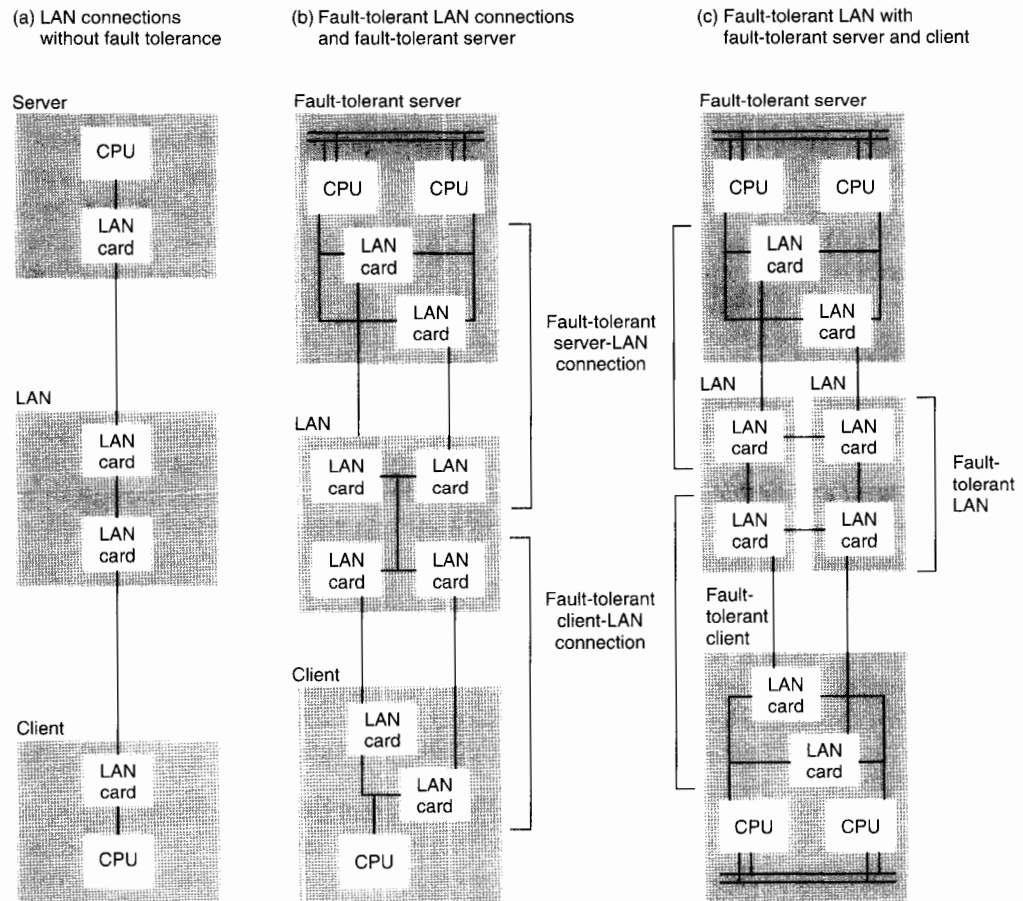 (a) LAN connections
without fault tolerance
Server
CPU
LAN
card
LAN
LAN
card
LAN
card
Client
LAN
card
CPU
(b) Fault-tolerant LAN connections
and fault-tolerant server
Fault-tolerant server
CPU
CPU
LAN
card
LAN
card
Fault-tolerant
server-LAN
connection
LAN
LAN
card
LAN
card
LAN
card
LAN
card
Fault-tolerant
client-LAN
connection
Client
LAN
card
LAN
card
CPU
(c) Fault-tolerant LAN with
fault-tolerant server and client
Fault-tolerant server
CPU
CPU
LAN
card
LAN
card
LAN
LAN
LAN
card
LAN
card
LAN
card
LAN
card
Fault-
tolerant
LAN
Fault-
tolerant
client
LAN
card
LAN
card
CPU
CPU